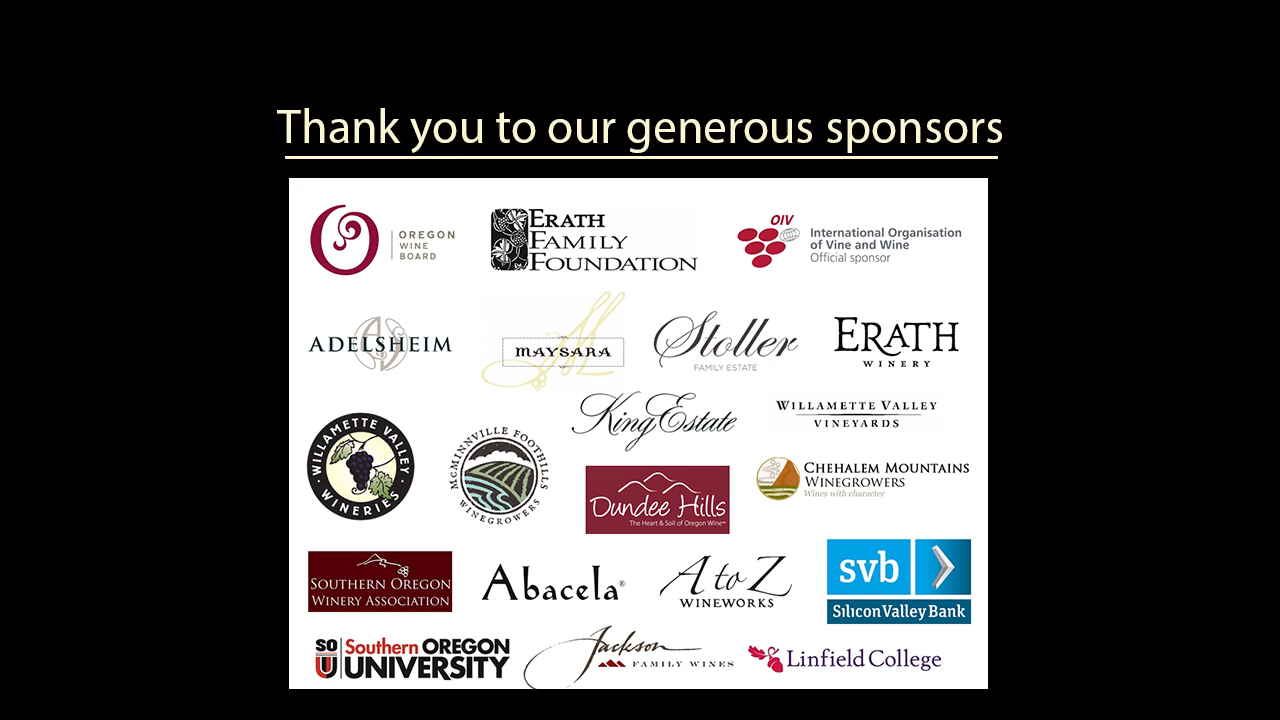 Thank you to our generous sponsors
OREGON
WINE
BOARD
ERATH
FAMILY
FOUNDATION
OIV
International Organisation
of Vine and Wine
Official sponsor
ADELSHEIM
MAYSARA
Stoller
FAMILY ESTATE
ERATH
WINERY
King Estate
WILLAMETTE VALLEY
VINEYARDS
WILLAMETTE VALLEY
· WINERIES ·
MCMINNVILLE FOOTHILLS
WINEGROWERS
Dundee Hills
The Heart & Soil of Oregon Wine™
CHEHALEM MOUNTAINS
WINEGROWERS
Wines with character
SOUTHERN OREGON
WINERY ASSOCIATION
Abacela®
A to Z
WINEWORKS
svb
Silicon Valley Bank
SO
U
Southern OREGON
UNIVERSITY
Jackson
FAMILY WINES
Linfield College